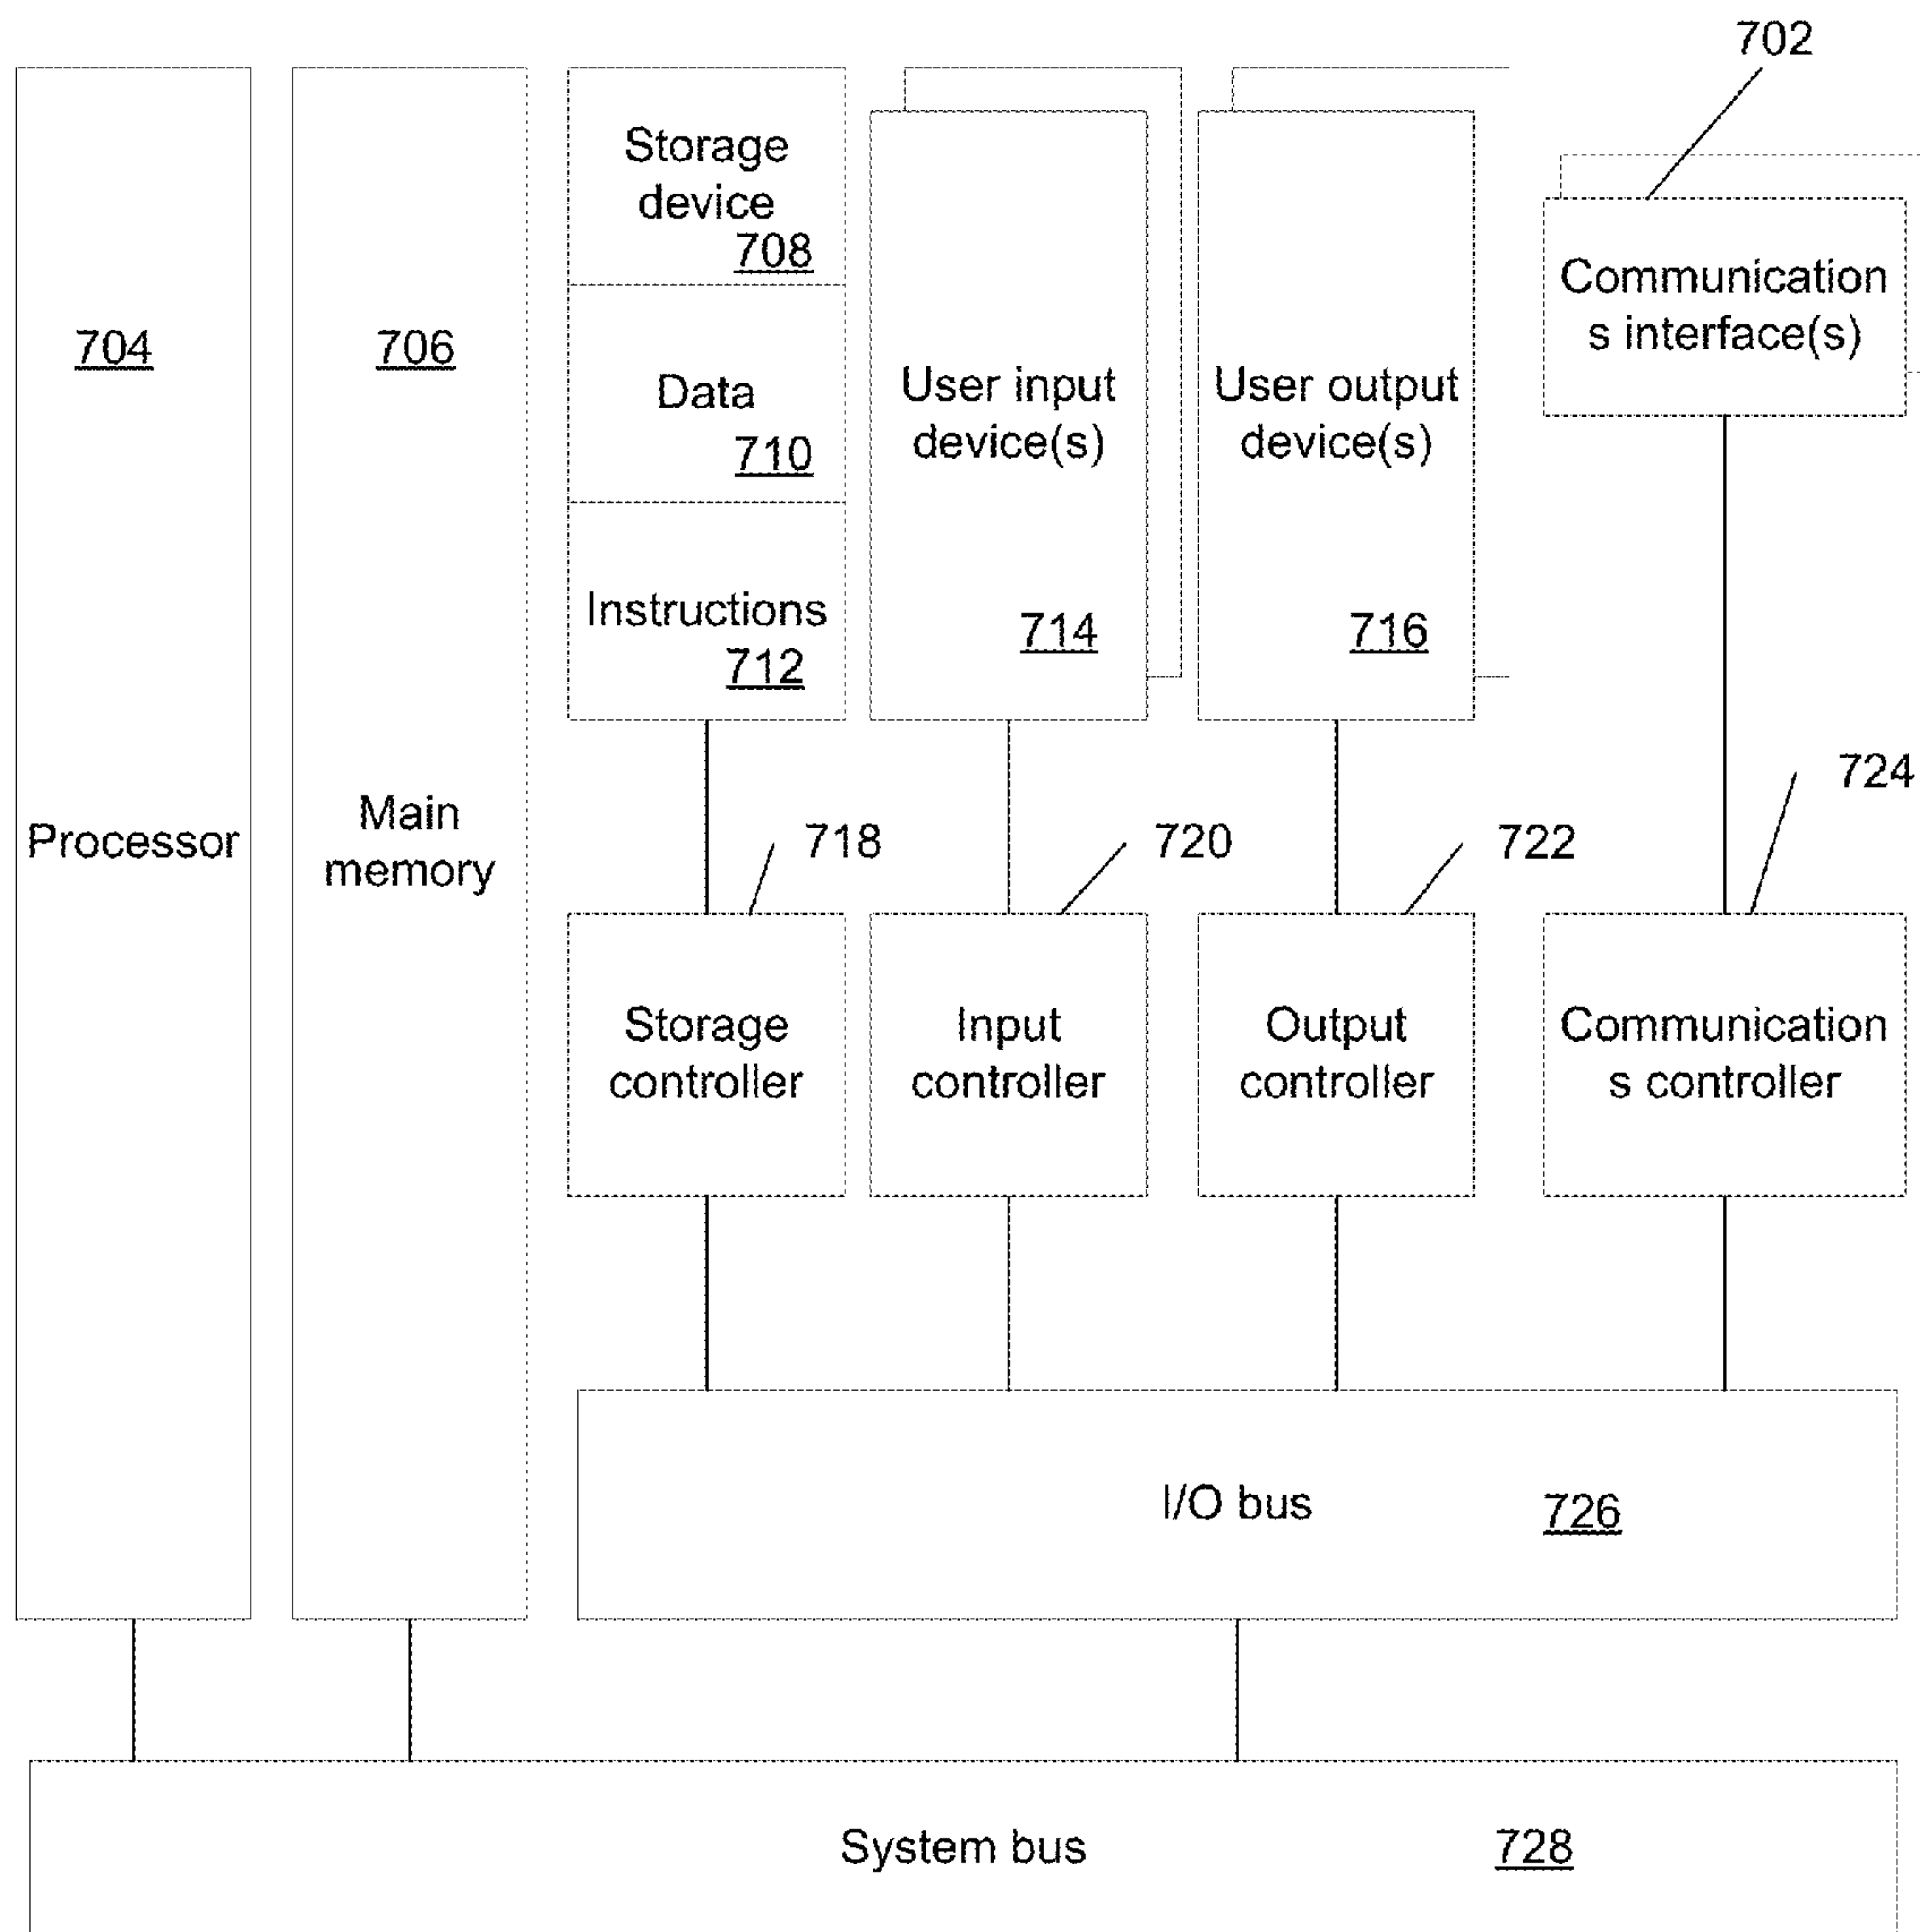 702
Storage
device
708
Communication
s interface(s)
704
706
Data
710
User input
device(s)
User output
device(s)
Instructions
712
714
716
724
Processor
Main
memory
718
720
722
Storage
controller
Input
controller
Output
controller
Communication
s controller
I/O bus
726
System bus
728